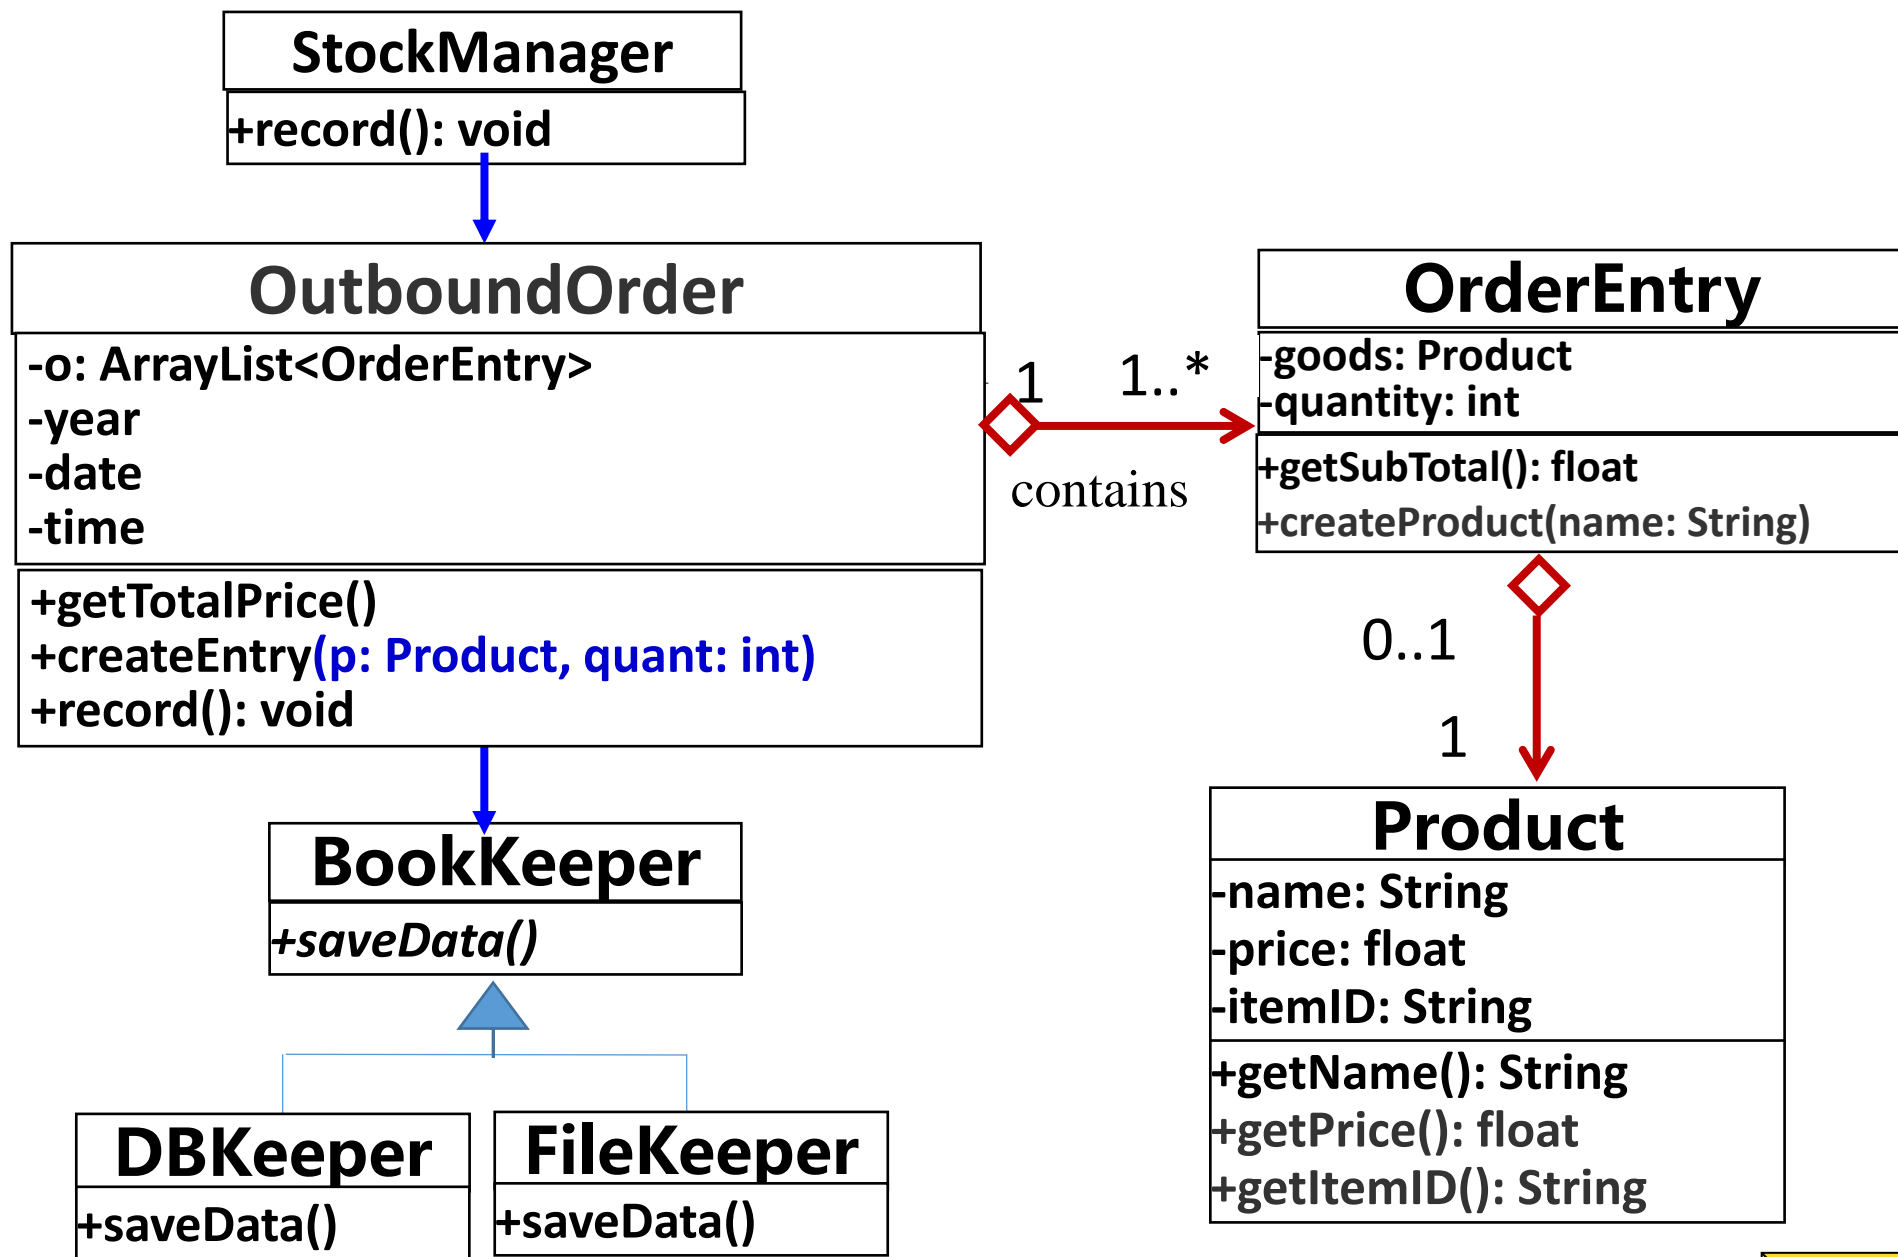 StockManager
+record(): void
OutboundOrder
-o: ArrayList<OrderEntry>
-year
-date
-time
+getTotalPrice()
+createEntry(p: Product, quant: int)
+record(): void
1
1..*
contains
OrderEntry
-goods: Product
-quantity: int
+getSubTotal(): float
+createProduct(name: String)
0..1
1
BookKeeper
+saveData()
DBKeeper
+saveData()
FileKeeper
+saveData()
Product
-name: String
-price: float
-itemID: String
+getName(): String
+getPrice(): float
+getItemID(): String